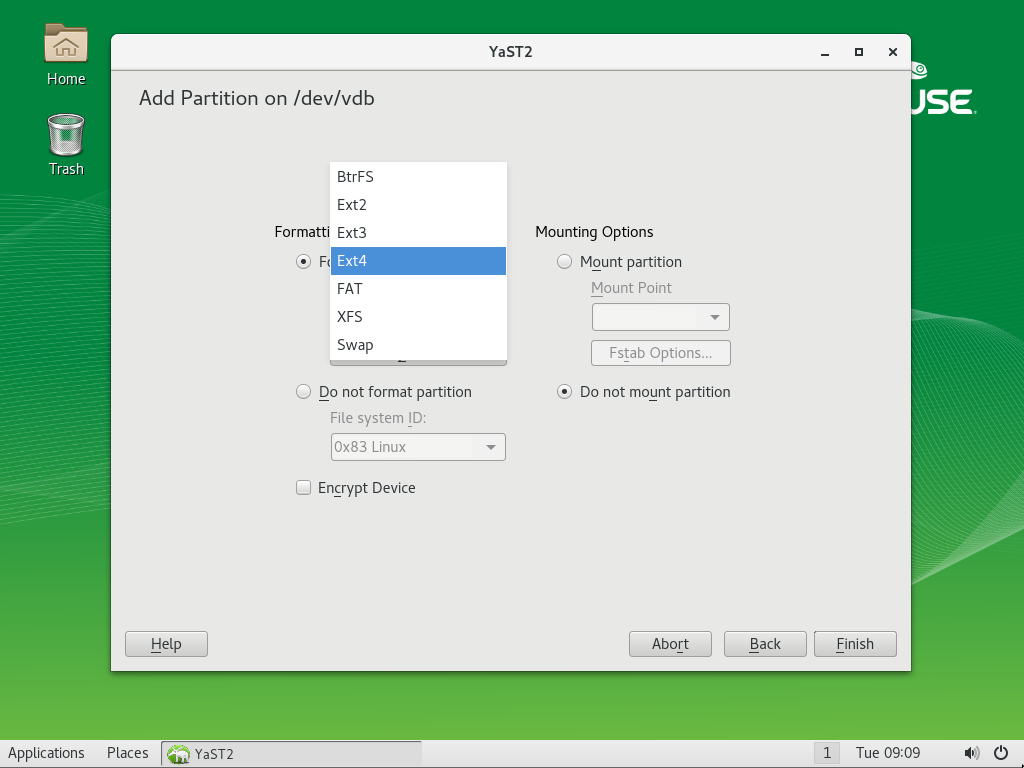 Home
Trash
YaST2
USE
Add Partition on /dev/vdb
BtrFS
Ext2
Ext3
Ext4
FAT
XFS
Swap
Do not format partition
File system ID:
0x83 Linux
Encrypt Device
Mounting Options
Mount partition
Mount Point
Fstab Options...
Do not mount partition
Help
Abort
Back
Finish
Applications
Places
YaST2
1
Tue 09:09